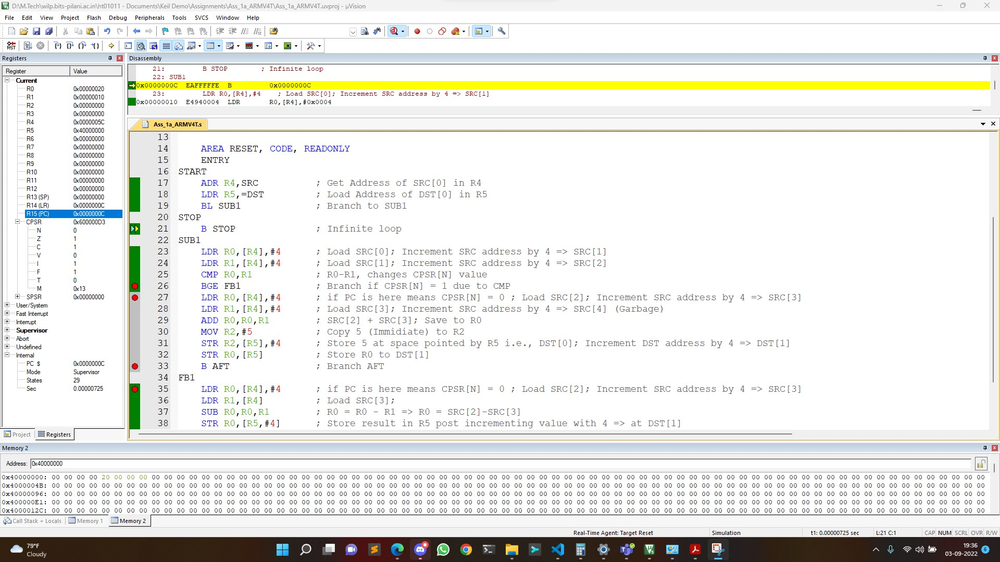 D:\M.Tech\wilp.bits-pilani.ac.in\ht01011 - Documents\Keil Demo\Assignments\Ass_1a_ARMV4T\Ass_1a_ARMV4T.uvproj - µVision
File Edit View Project Flash Debug Peripherals Tools SVCS Window Help
Registers
Register Value
Current
R0 0x00000020
R1 0x00000010
R2 0x00000000
R3 0x00000000
R4 0x0000005C
R5 0x40000000
R6 0x00000000
R7 0x00000000
R8 0x00000000
R9 0x00000000
R10 0x00000000
R11 0x00000000
R12 0x00000000
R13 (SP) 0x00000000
R14 (LR) 0x0000000C
R15 (PC) 0x0000000C
CPSR 0x600000D3
N 0
Z 1
C 1
V 0
I 1
F 1
T 0
M 0x13
SPSR 0x00000000
User/System
Fast Interrupt
Interrupt
Supervisor
Abort
Undefined
Internal
PC $ 0x0000000C
Mode Supervisor
States 29
Sec 0.00000725
Project Registers
Disassembly
21: B STOP ; Infinite loop
22: SUB1
0x0000000C EAFFFFFE B 0x0000000C
23: LDR R0,[R4],#4 ; Load SRC[0]; Increment SRC address by 4 => SRC[1]
0x00000010 E4940004 LDR R0,[R4],#0x0004
Ass_1a_ARMV4T.s
13
14 AREA RESET, CODE, READONLY
15 ENTRY
16 START
17 ADR R4,SRC ; Get Address of SRC[0] in R4
18 LDR R5,=DST ; Load Address of DST[0] in R5
19 BL SUB1 ; Branch to SUB1
20 STOP
21 B STOP ; Infinite loop
22 SUB1
23 LDR R0,[R4],#4 ; Load SRC[0]; Increment SRC address by 4 => SRC[1]
24 LDR R1,[R4],#4 ; Load SRC[1]; Increment SRC address by 4 => SRC[2]
25 CMP R0,R1 ; R0-R1, changes CPSR[N] value
26 BGE FB1 ; Branch if CPSR[N] = 1 due to CMP
27 LDR R0,[R4],#4 ; if PC is here means CPSR[N] = 0 ; Load SRC[2]; Increment SRC address by 4 => SRC[3]
28 LDR R1,[R4],#4 ; Load SRC[3]; Increment SRC address by 4 => SRC[4] (Garbage)
29 ADD R0,R0,R1 ; SRC[2] + SRC[3]; Save to R0
30 MOV R2,#5 ; Copy 5 (Immidiate) to R2
31 STR R2,[R5],#4 ; Store 5 at space pointed by R5 i.e., DST[0]; Increment DST address by 4 => DST[1]
32 STR R0,[R5] ; Store R0 to DST[1]
33 B AFT ; Branch AFT
34 FB1
35 LDR R0,[R4],#4 ; if PC is here means CPSR[N] = 0 ; Load SRC[2]; Increment SRC address by 4 => SRC[3]
36 LDR R1,[R4] ; Load SRC[3];
37 SUB R0,R0,R1 ; R0 = R0 - R1 => R0 = SRC[2]-SRC[3]
38 STR R0,[R5,#4] ; Store result in R5 post incrementing value with 4 => at DST[1]
Memory 2
Address: 0x40000000
0x40000000: 00 00 00 00 20 00 00 00 00 00 00 00 00 00 00 00 00 00 00 00 00 00 00 00 00 00 00 00 00 00 00 00 00 00 00 00 00 00 00 00 00 00 00 00 00 00 00 00 00 00 00 00 00 00 00 00 00 00 00 00 00 00 00 00 00 00 00 00 00 00 00 00 00 00 00
0x4000004B: 00 00 00 00 00 00 00 00 00 00 00 00 00 00 00 00 00 00 00 00 00 00 00 00 00 00 00 00 00 00 00 00 00 00 00 00 00 00 00 00 00 00 00 00 00 00 00 00 00 00 00 00 00 00 00 00 00 00 00 00 00 00 00 00 00 00 00 00 00 00 00 00 00 00 00
0x40000096: 00 00 00 00 00 00 00 00 00 00 00 00 00 00 00 00 00 00 00 00 00 00 00 00 00 00 00 00 00 00 00 00 00 00 00 00 00 00 00 00 00 00 00 00 00 00 00 00 00 00 00 00 00 00 00 00 00 00 00 00 00 00 00 00 00 00 00 00 00 00 00 00 00 00 00
0x400000E1: 00 00 00 00 00 00 00 00 00 00 00 00 00 00 00 00 00 00 00 00 00 00 00 00 00 00 00 00 00 00 00 00 00 00 00 00 00 00 00 00 00 00 00 00 00 00 00 00 00 00 00 00 00 00 00 00 00 00 00 00 00 00 00 00 00 00 00 00 00 00 00 00 00 00 00
0x4000012C: 00 00 00 00 00 00 00 00 00 00 00 00 00 00 00 00 00 00 00 00 00 00 00 00 00 00 00 00 00 00 00 00 00 00 00 00 00 00 00 00 00 00 00 00 00 00 00 00 00 00 00 00 00 00 00 00 00 00 00 00 00 00 00 00 00 00 00 00 00 00 00 00 00 00 00
Call Stack + Locals Memory 1 Memory 2
Real-Time Agent: Target Reset Simulation t1: 0.00000725 sec L:21 C:1 CAP NUM SCRL OVR R/W
79°F
Cloudy
19:36
03-09-2022
6